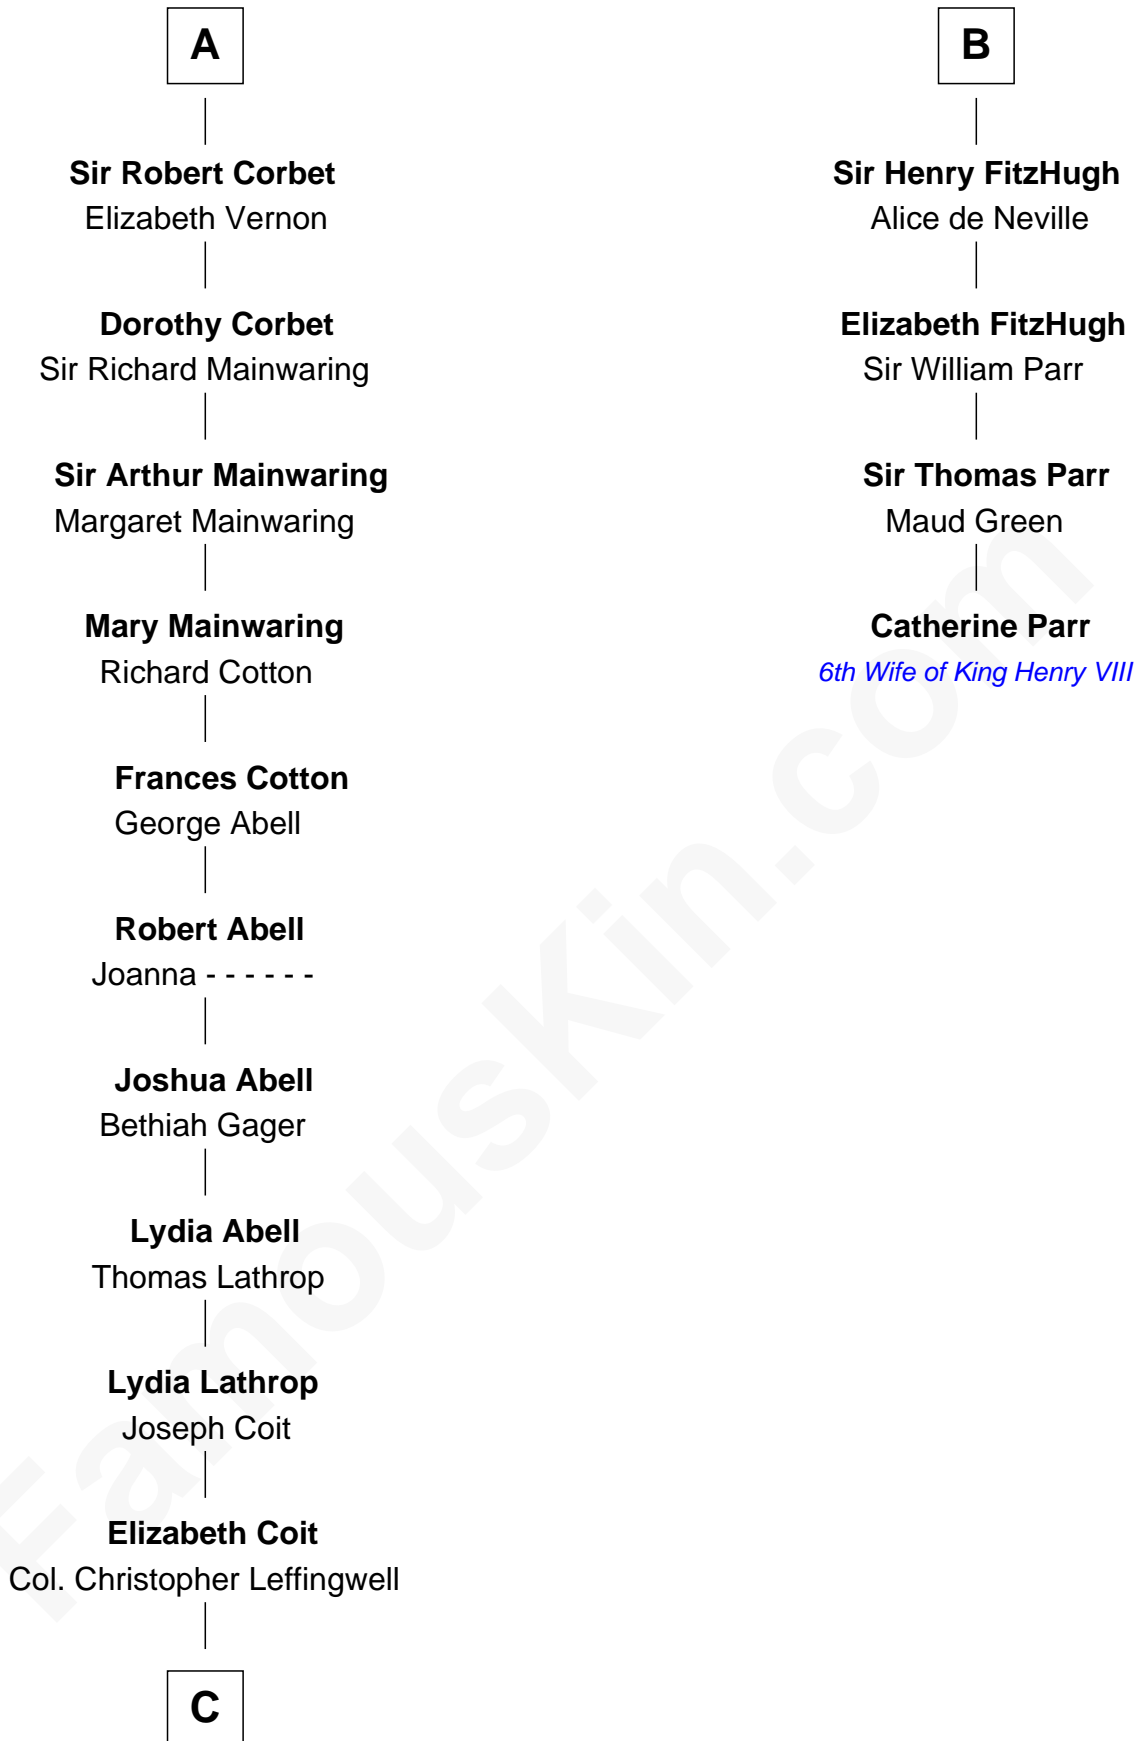 A
Sir Robert Corbet
Elizabeth Vernon
Dorothy Corbet
Sir Richard Mainwaring
Sir Arthur Mainwaring
Margaret Mainwaring
Mary Mainwaring
Richard Cotton
Frances Cotton
George Abell
Robert Abell
Joanna - - - - - -
Joshua Abell
Bethiah Gager
Lydia Abell
Thomas Lathrop
Lydia Lathrop
Joseph Coit
Elizabeth Coit
Col. Christopher Leffingwell
C
B
Sir Henry FitzHugh
Alice de Neville
Elizabeth FitzHugh
Sir William Parr
Sir Thomas Parr
Maud Green
Catherine Parr
6th Wife of King Henry VIII
FamousKin.com